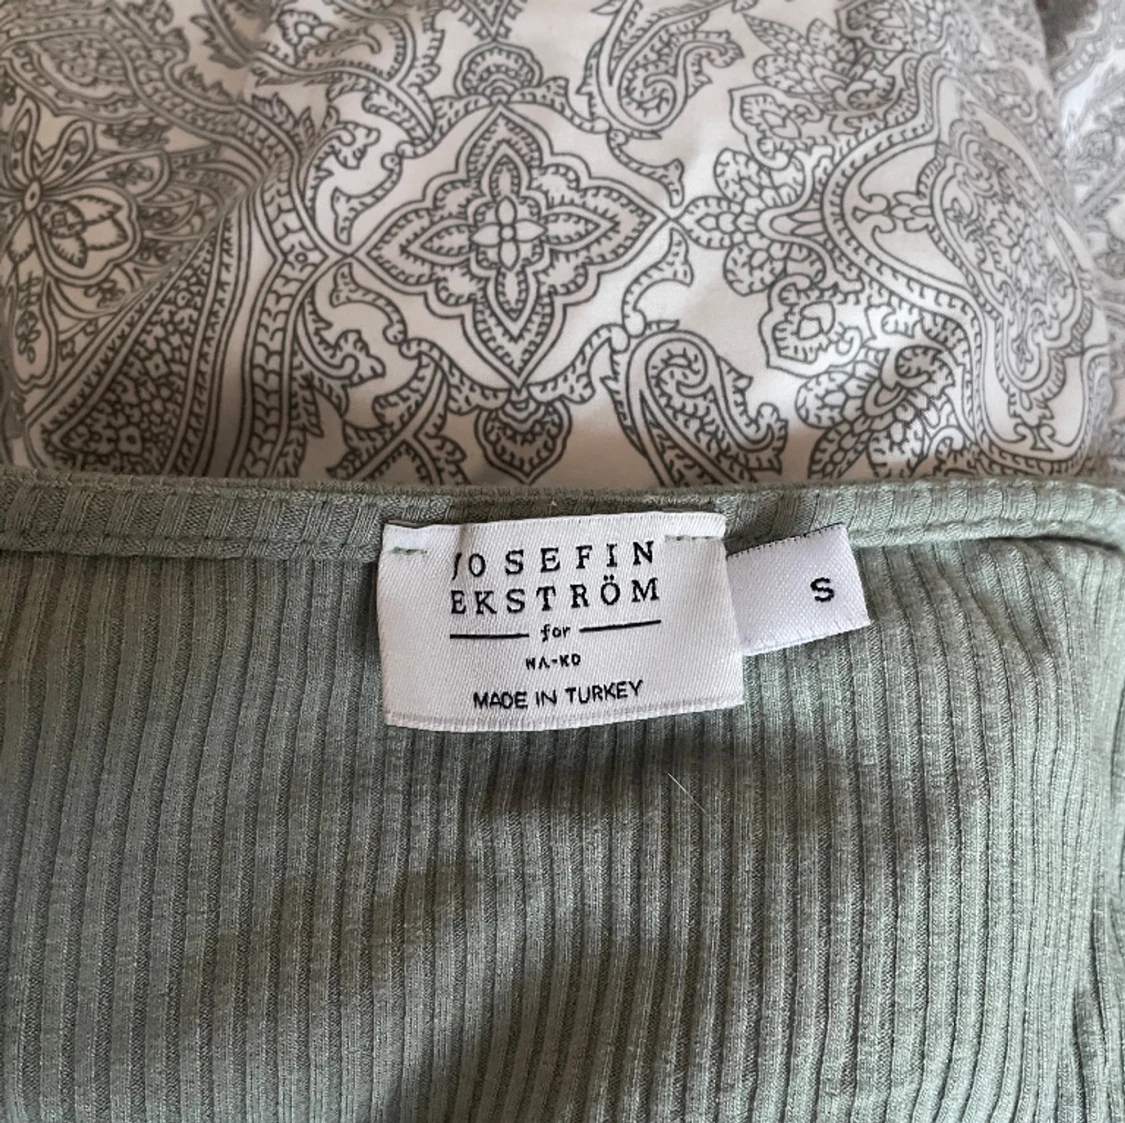 JOSEFIN
EKSTRÖM
for
NA-KD
MADE IN TURKEY
S